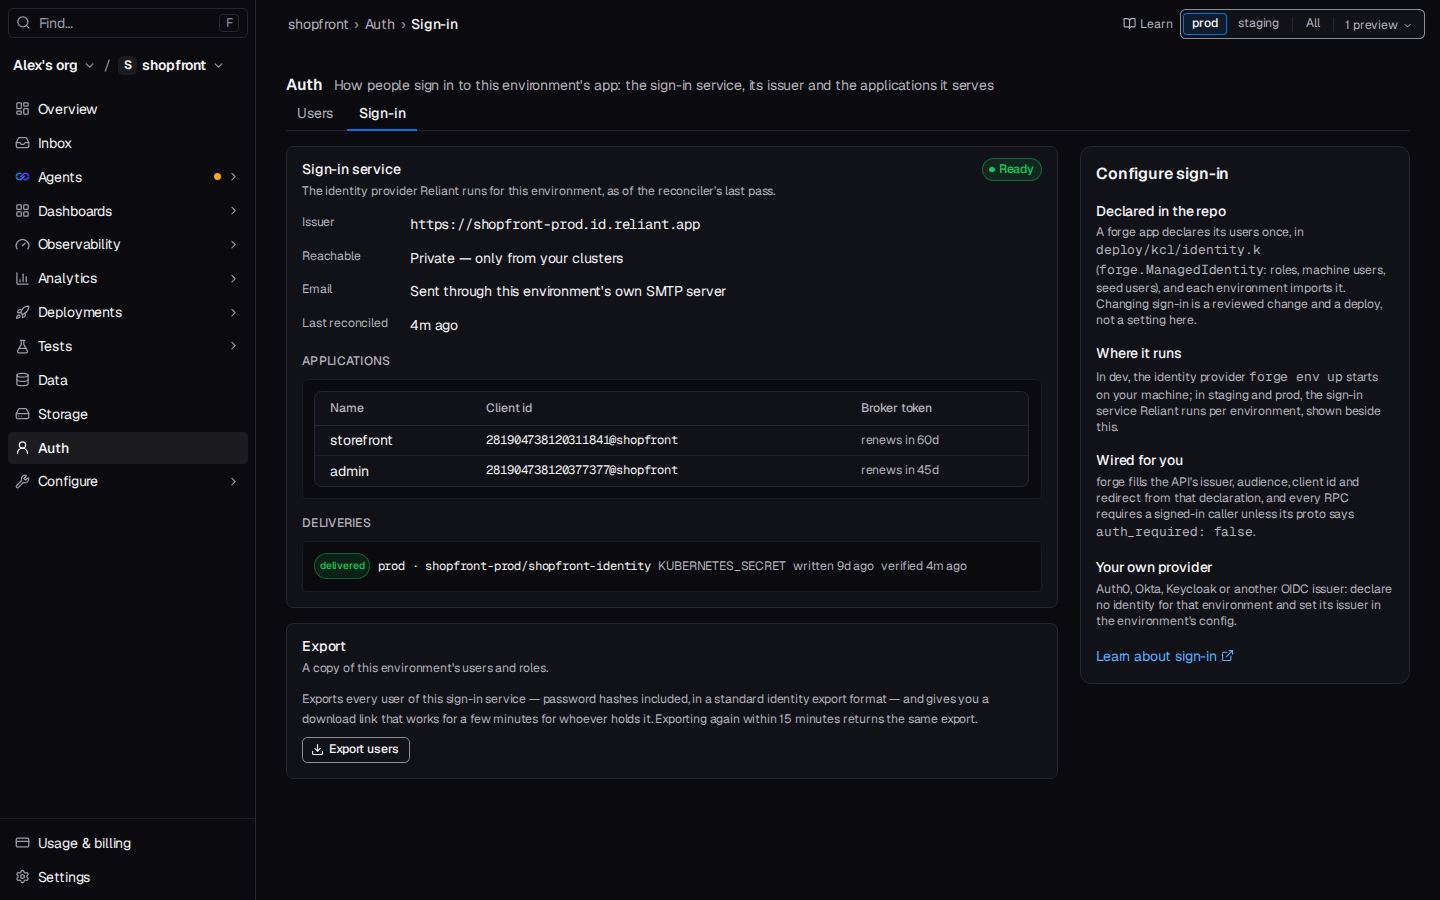 Find...
F
Alex's org / S shopfront
Overview
Inbox
Agents
Dashboards
Observability
Analytics
Deployments
Tests
Data
Storage
Auth
Configure
Usage & billing
Settings
shopfront › Auth › Sign-in
Learn
prod staging All 1 preview
Auth How people sign in to this environment's app: the sign-in service, its issuer and the applications it serves
Users Sign-in
Sign-in service
Ready
The identity provider Reliant runs for this environment, as of the reconciler's last pass.
Issuer https://shopfront-prod.id.reliant.app
Reachable Private — only from your clusters
Email Sent through this environment's own SMTP server
Last reconciled 4m ago
APPLICATIONS
Name Client id Broker token
storefront 281904738120311841@shopfront renews in 60d
admin 281904738120377377@shopfront renews in 45d
DELIVERIES
delivered prod · shopfront-prod/shopfront-identity KUBERNETES_SECRET written 9d ago verified 4m ago
Export
A copy of this environment's users and roles.
Exports every user of this sign-in service — password hashes included, in a standard identity export format — and gives you a
download link that works for a few minutes for whoever holds it. Exporting again within 15 minutes returns the same export.
Export users
Configure sign-in
Declared in the repo
A forge app declares its users once, in
deploy/kcl/identity.k
(forge.ManagedIdentity: roles, machine users,
seed users), and each environment imports it.
Changing sign-in is a reviewed change and a deploy,
not a setting here.
Where it runs
In dev, the identity provider forge env up starts
on your machine; in staging and prod, the sign-in
service Reliant runs per environment, shown beside
this.
Wired for you
forge fills the API's issuer, audience, client id and
redirect from that declaration, and every RPC
requires a signed-in caller unless its proto says
auth_required: false.
Your own provider
Auth0, Okta, Keycloak or another OIDC issuer: declare
no identity for that environment and set its issuer in
the environment's config.
Learn about sign-in